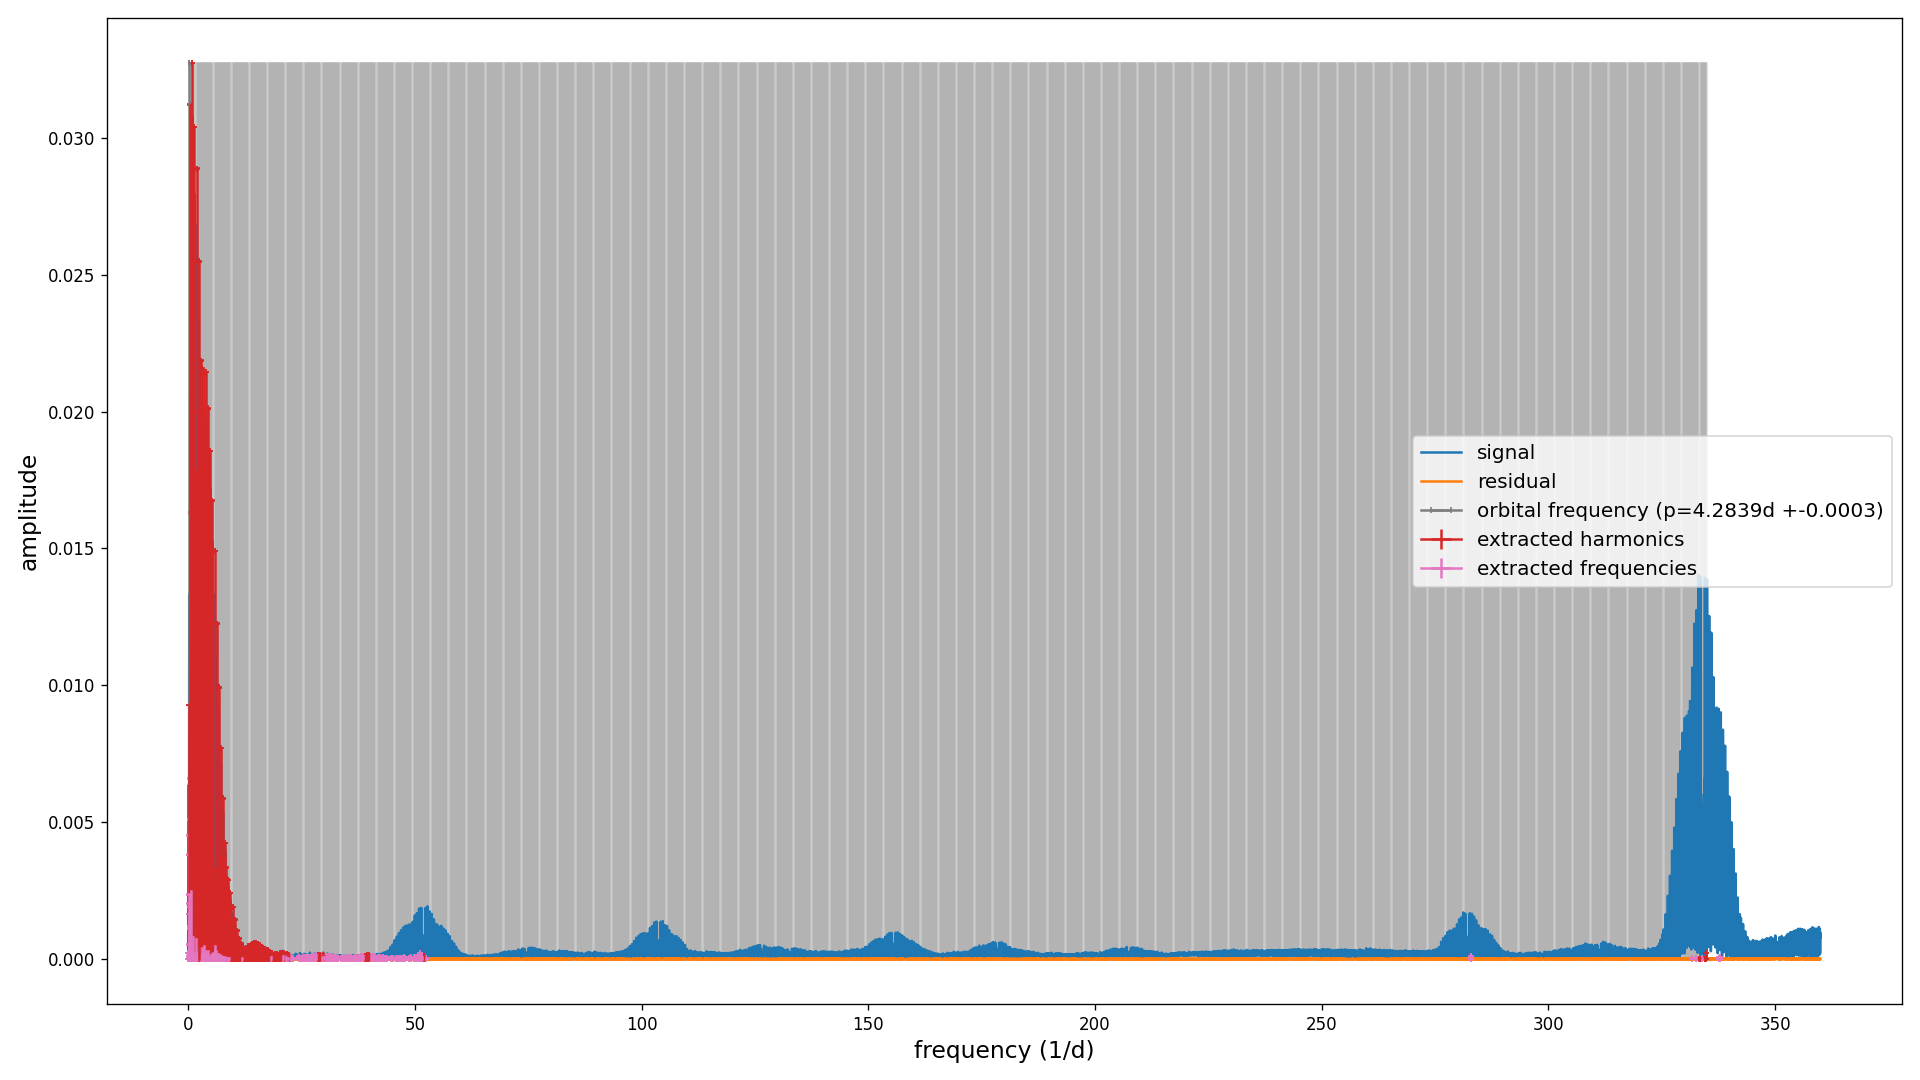 0.030
0.025
0.020
0.015
0.010
0.005
0.000
amplitude
0 50 100 150 200 250 300 350
frequency (1/d)
signal
residual
orbital frequency (p=4.2839d +-0.0003)
extracted harmonics
extracted frequencies